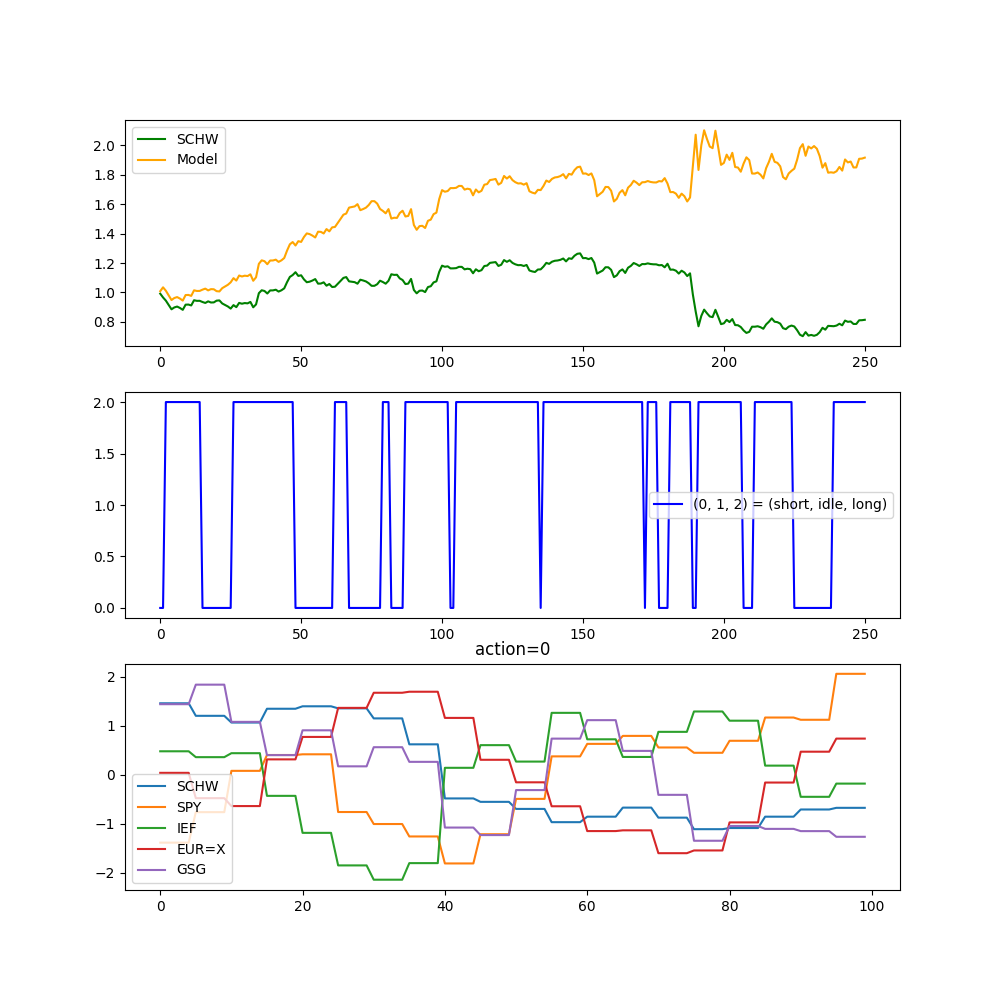 SCHW
Model
2.0
1.8
1.6
1.4
1.2
1.0
0.8
0 50 100 150 200 250
2.0
1.5
1.0
0.5
0.0
(0, 1, 2) = (short, idle, long)
0 50 100 150 200 250
action=0
2
1
0
−1
−2
SCHW
SPY
IEF
EUR=X
GSG
0 20 40 60 80 100